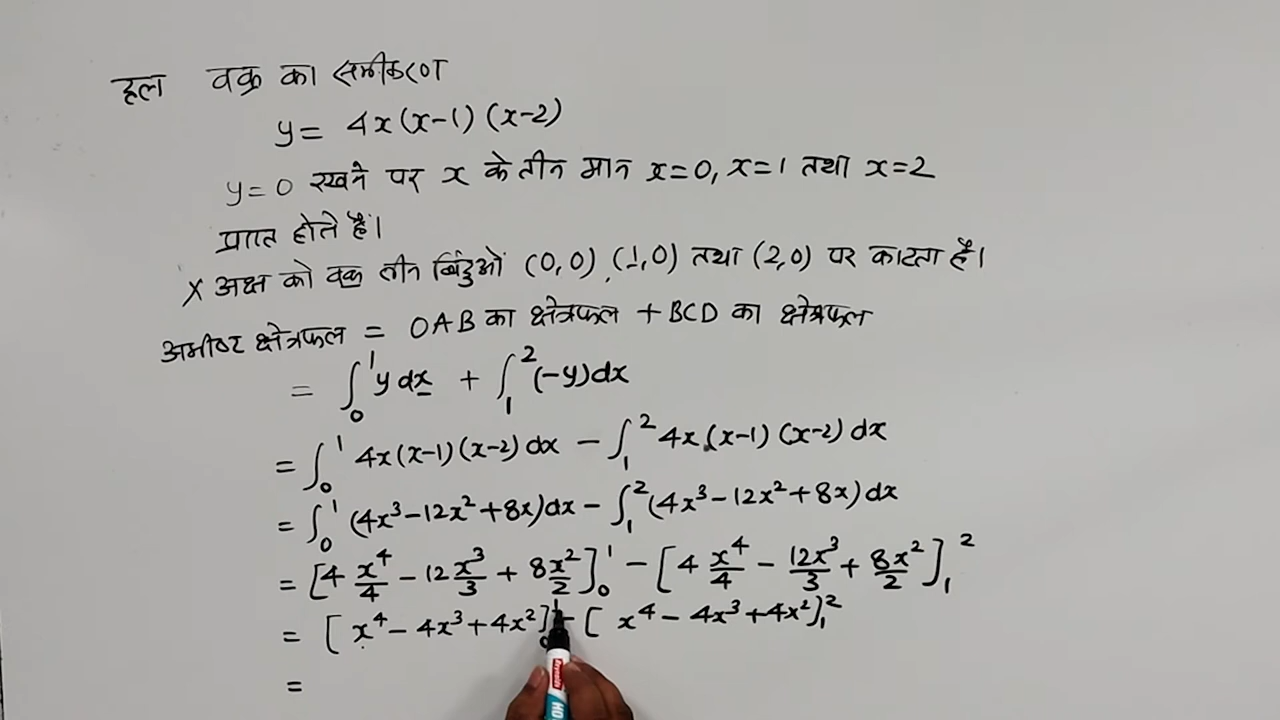 हल वक्र का समीकरण
y = 4x(x-1)(x-2)
y=0 रखने पर x के तीन मान x=0, x=1 तथा x=2
प्राप्त होते हैं।
X अक्ष को वक्र तीन बिंदुओं (0,0), (1,0) तथा (2,0) पर काटता है।
अभीष्ट क्षेत्रफल = OAB का क्षेत्रफल + BCD का क्षेत्रफल
= ∫₀¹ y dx + ∫₁² (-y)dx
= ∫₀¹ 4x(x-1)(x-2)dx - ∫₁² 4x(x-1)(x-2)dx
= ∫₀¹ (4x³-12x²+8x)dx - ∫₁² (4x³-12x²+8x)dx
= [4 x⁴/4 - 12 x³/3 + 8 x²/2]₀¹ - [4 x⁴/4 - 12x³/3 + 8x²/2]₁²
= [x⁴-4x³+4x²]₀¹ - [x⁴-4x³+4x²]₁²
=